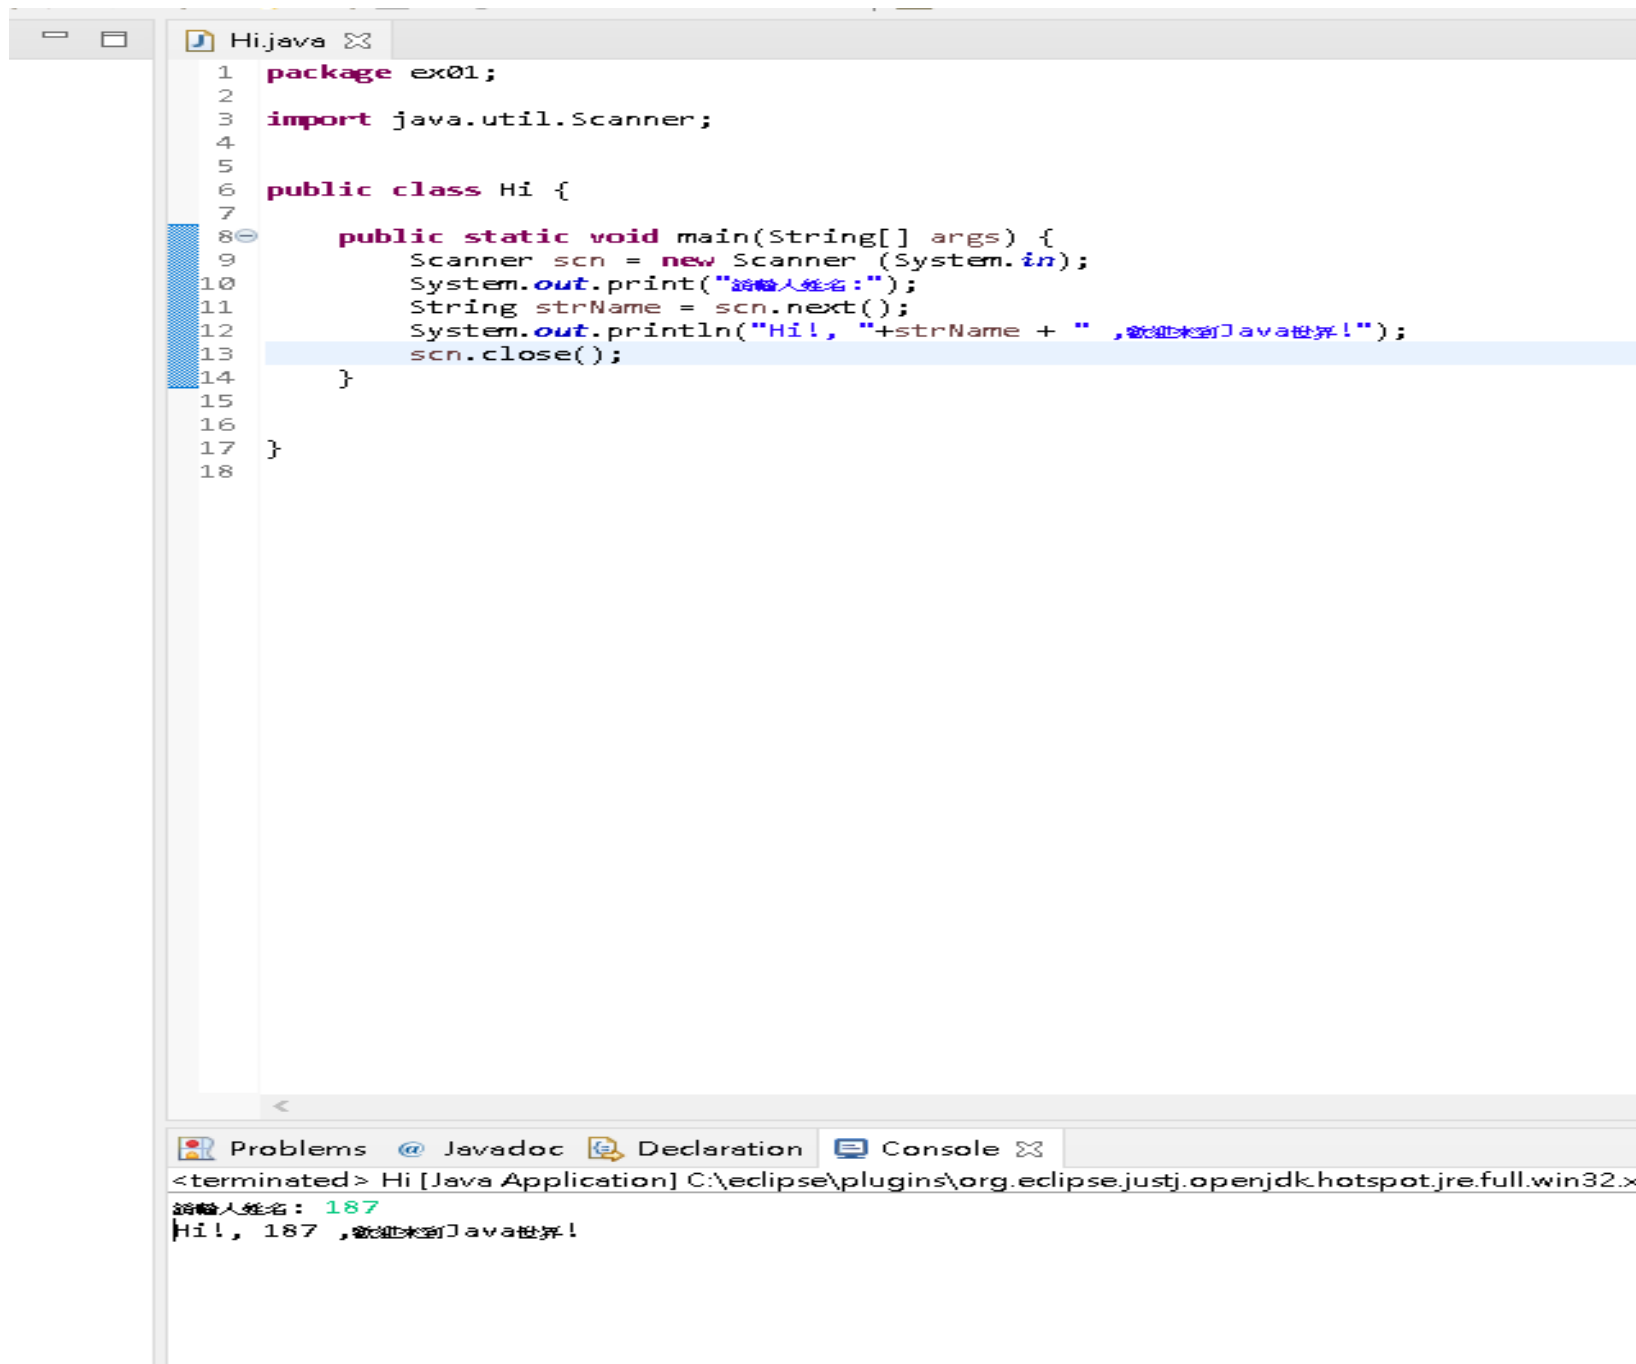 Hi.java
1 package ex01;
2
3 import java.util.Scanner;
4
5
6 public class Hi {
7
8 public static void main(String[] args) {
9 Scanner scn = new Scanner (System.in);
10 System.out.print("請輸入姓名:");
11 String strName = scn.next();
12 System.out.println("Hi!, "+strName + " ,歡迎來到Java世界!");
13 scn.close();
14 }
15
16
17 }
18
Problems @ Javadoc Declaration Console
<terminated> Hi [Java Application] C:\eclipse\plugins\org.eclipse.justj.openjdk.hotspot.jre.full.win32.x
請輸入姓名: 187
Hi!, 187 ,歡迎來到Java世界!